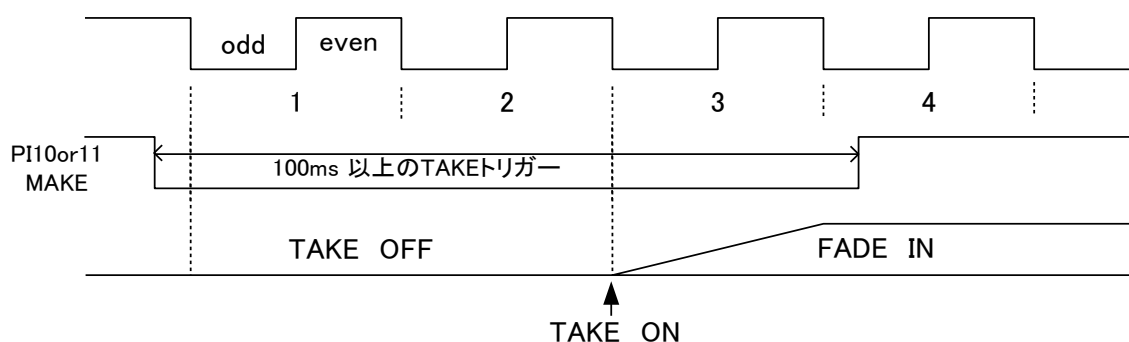 odd
even
1
2
3
4
PI10or11
MAKE
100ms 以上のTAKEトリガー
TAKE OFF
FADE IN
TAKE ON